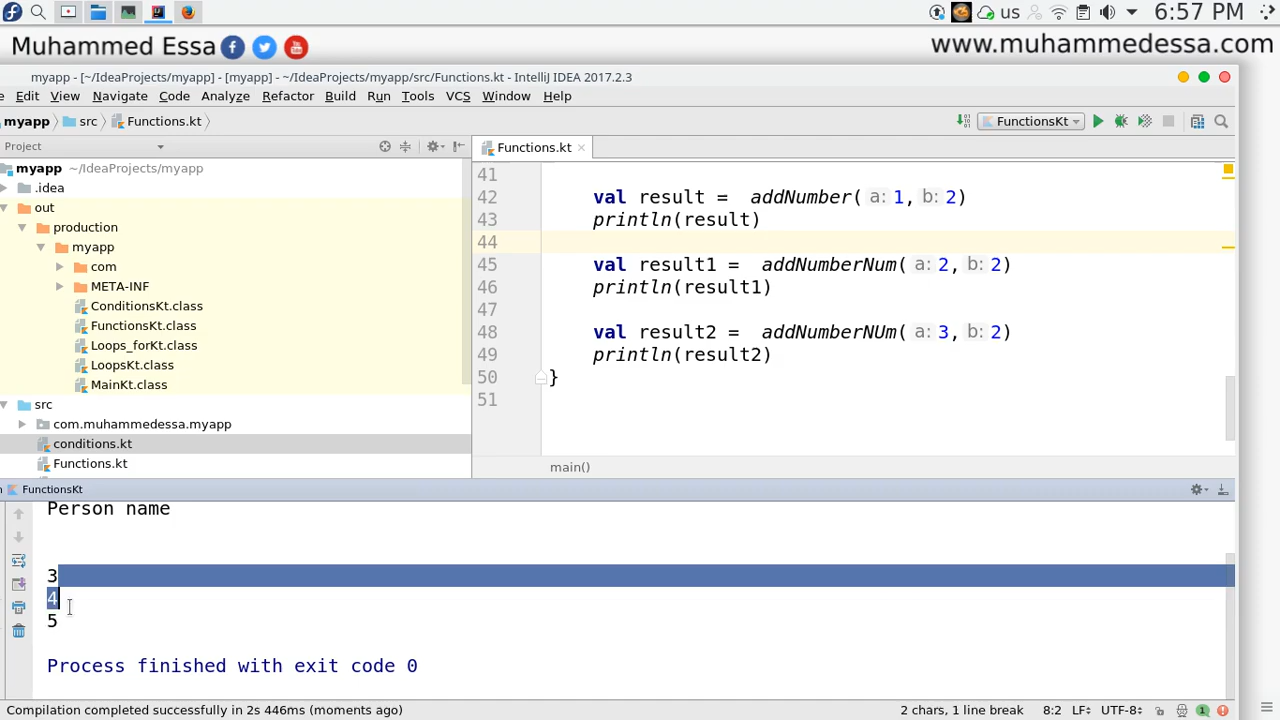 us 6:57 PM
Muhammed Essa www.muhammedessa.com
myapp - [~/IdeaProjects/myapp] - [myapp] - ~/IdeaProjects/myapp/src/Functions.kt - IntelliJ IDEA 2017.2.3
e Edit View Navigate Code Analyze Refactor Build Run Tools VCS Window Help
myapp src Functions.kt FunctionsKt
Project
Functions.kt
myapp ~/IdeaProjects/myapp
.idea
out
production
myapp
com
META-INF
ConditionsKt.class
FunctionsKt.class
Loops_forKt.class
LoopsKt.class
MainKt.class
src
com.muhammedessa.myapp
conditions.kt
Functions.kt
41
42 val result = addNumber( a: 1, b: 2)
43 println(result)
44
45 val result1 = addNumberNum( a: 2, b: 2)
46 println(result1)
47
48 val result2 = addNumberNUm( a: 3, b: 2)
49 println(result2)
50 }
51
main()
FunctionsKt
Person name
3
4
5
Process finished with exit code 0
Compilation completed successfully in 2s 446ms (moments ago) 2 chars, 1 line break 8:2 LF÷ UTF-8÷ 1